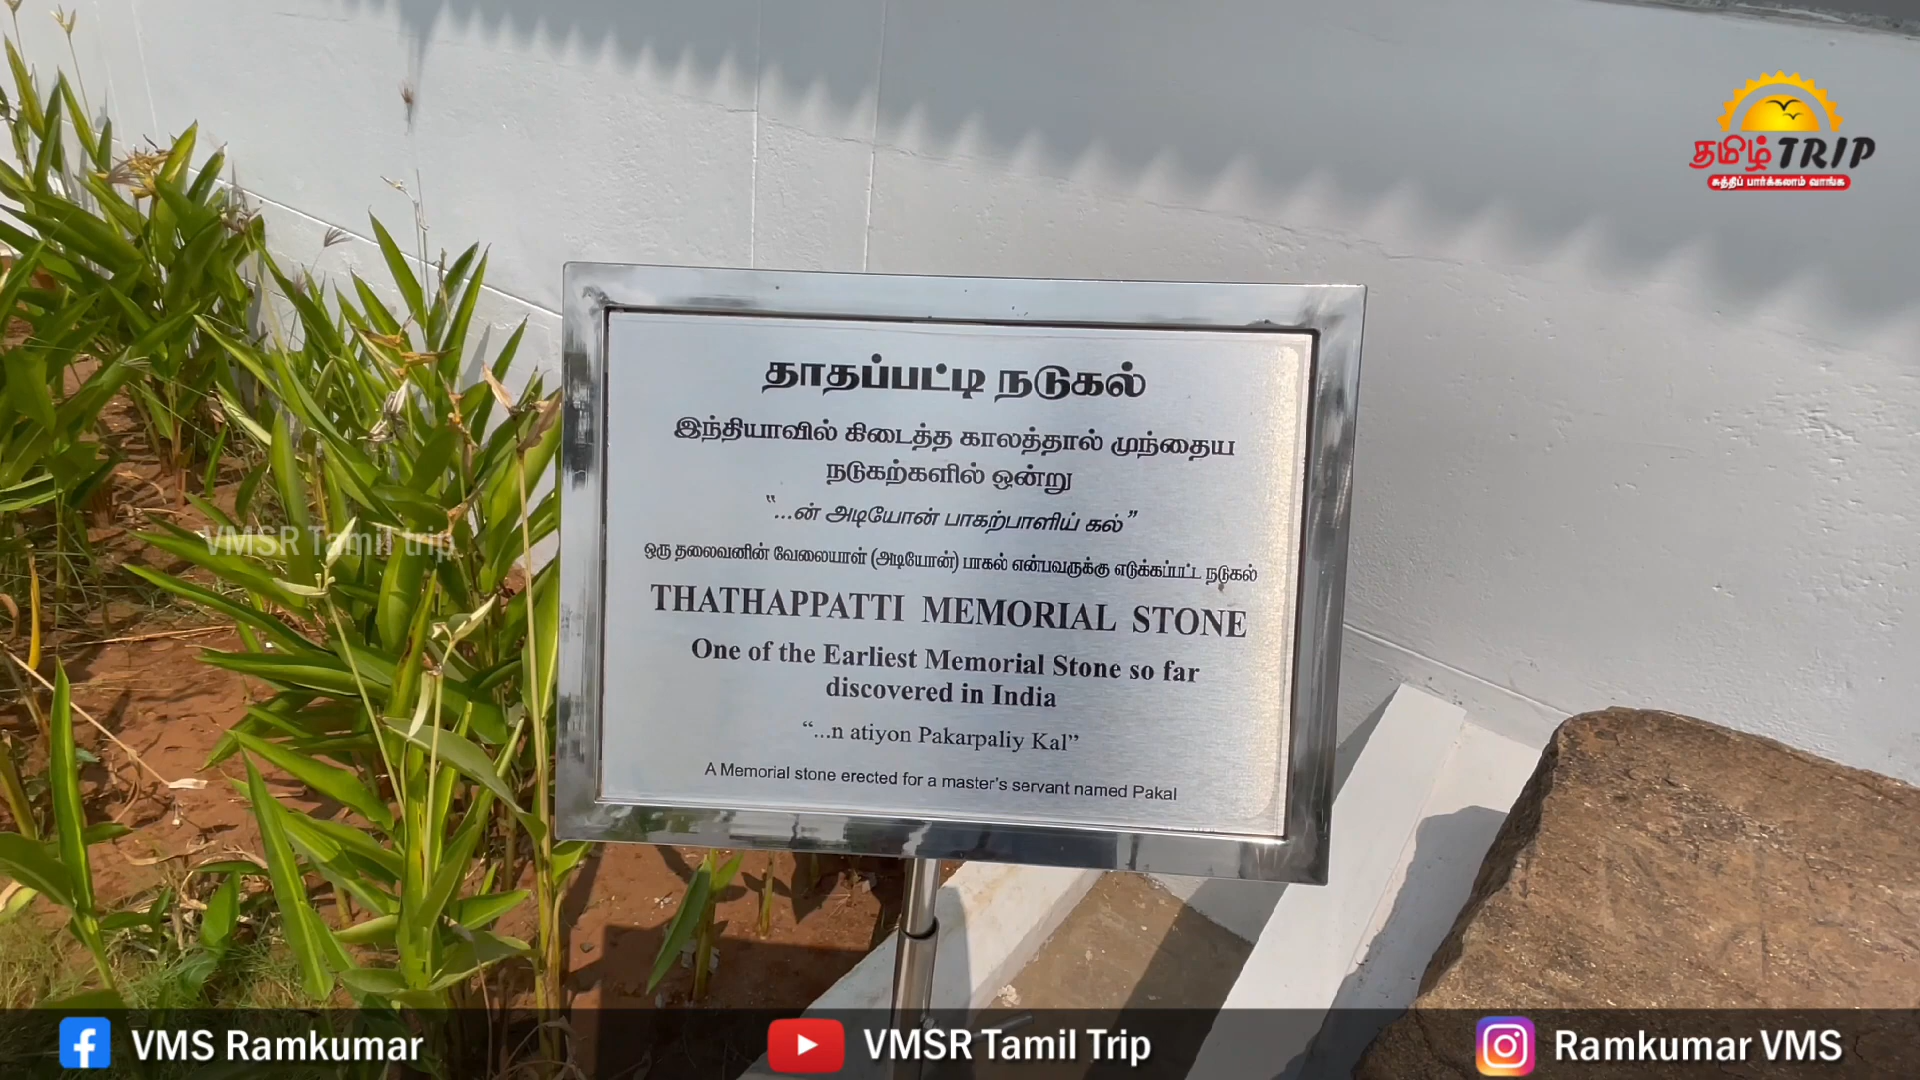 தமிழ் TRIP
சுத்திப் பார்க்கலாம் வாங்க
தாதப்பட்டி நடுகல்
இந்தியாவில் கிடைத்த காலத்தால் முந்தைய
நடுகற்களில் ஒன்று
"...ன் அடியோன் பாகற்பாளிய் கல்"
ஒரு தலைவனின் வேலையாள் (அடியோன்) பாகல் என்பவருக்கு எடுக்கப்பட்ட நடுகல்
THATHAPPATTI MEMORIAL STONE
One of the Earliest Memorial Stone so far
discovered in India
“...n atiyon Pakarpaliy Kal”
A Memorial stone erected for a master's servant named Pakal
VMSR Tamil trip
VMS Ramkumar
VMSR Tamil Trip
Ramkumar VMS